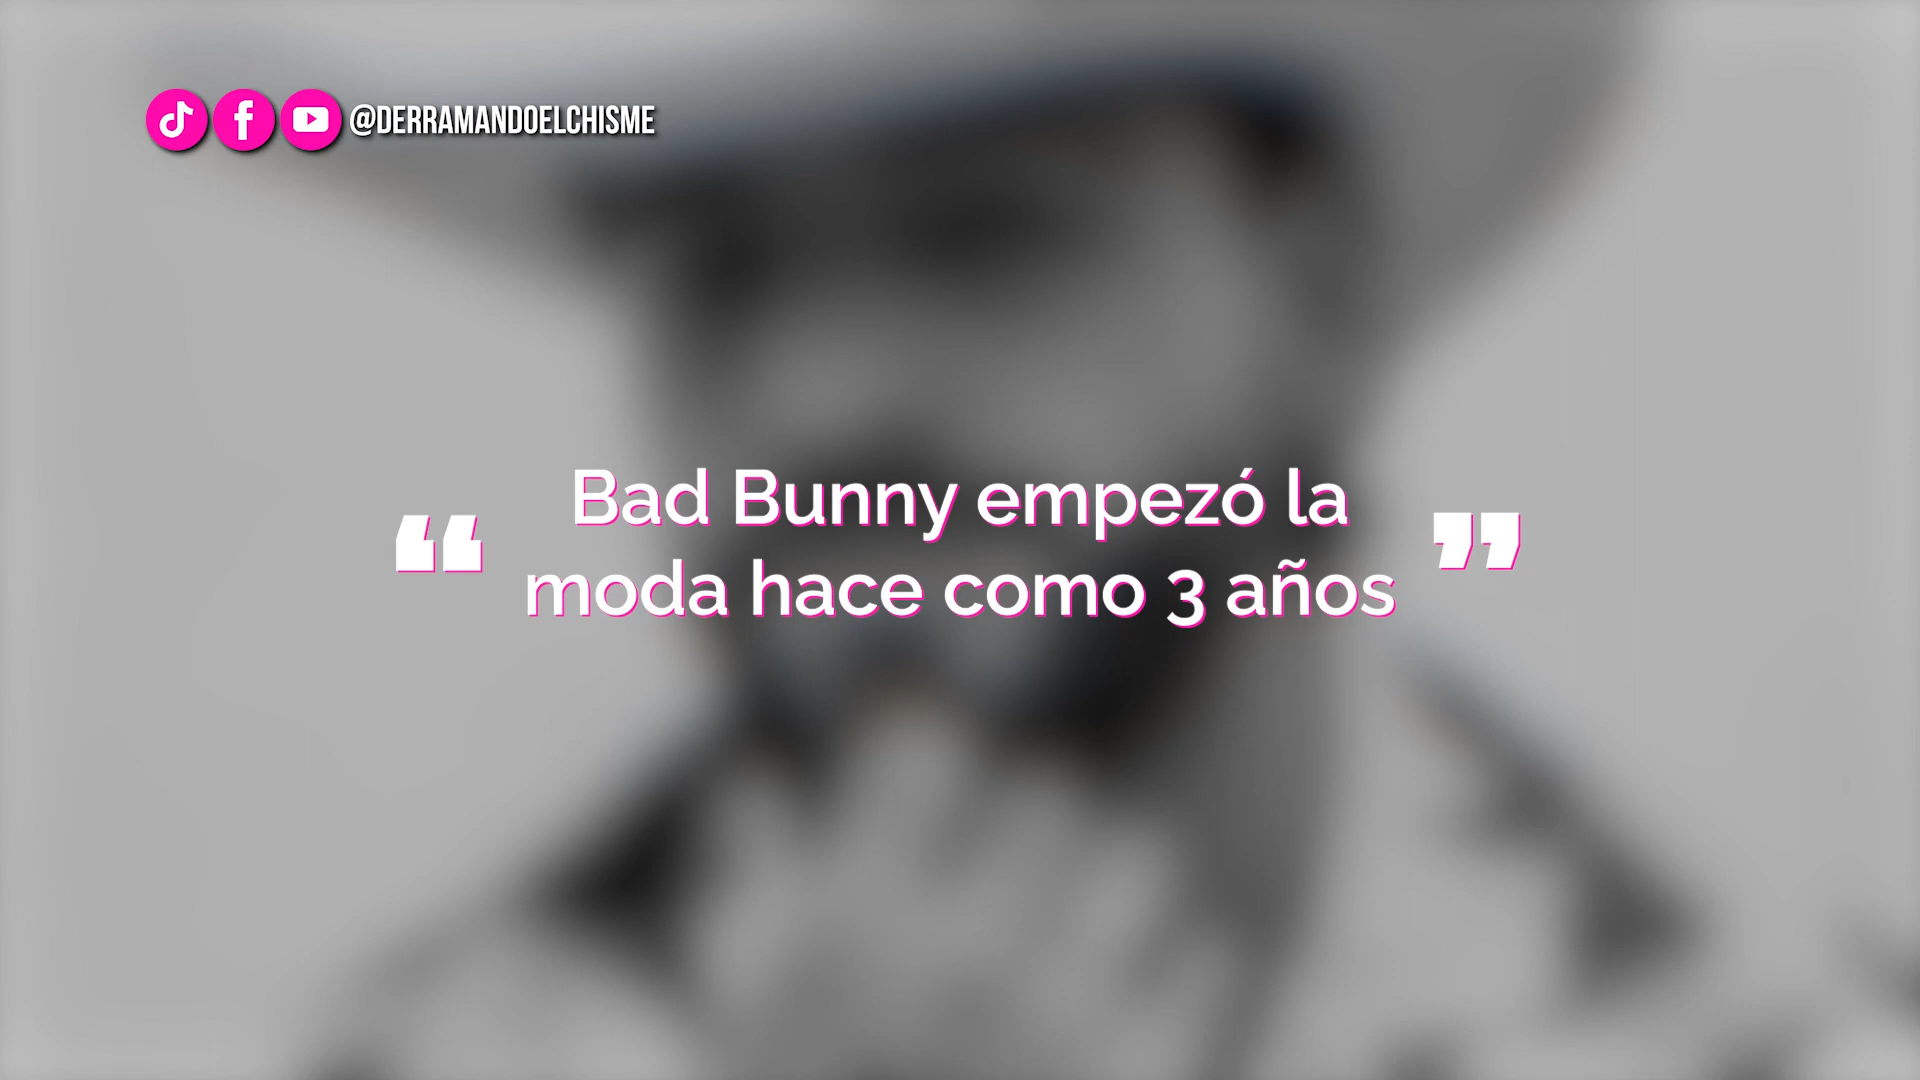 @DERRAMANDOELCHISME
“ Bad Bunny empezó la
moda hace como 3 años ”